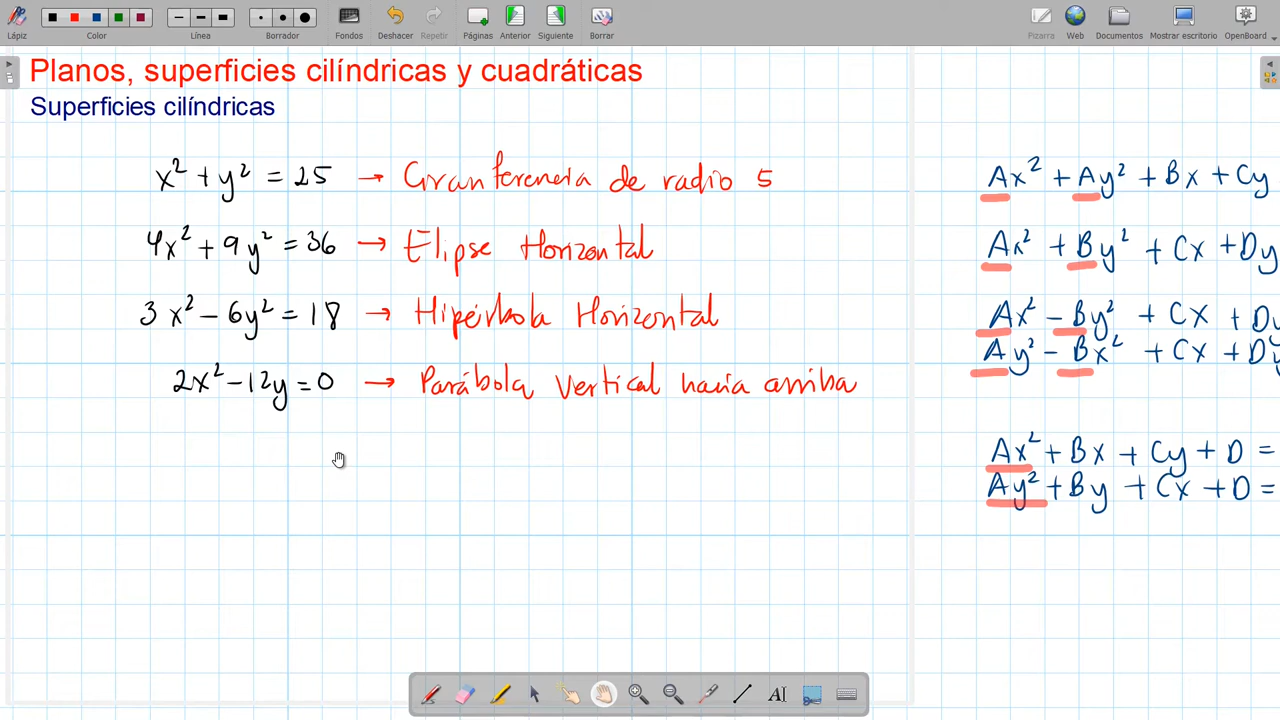 Lápiz Color Línea Borrador Fondos Deshacer Repetir Páginas Anterior Siguiente Borrar Pizarra Web Documentos Mostrar escritorio OpenBoard
Planos, superficies cilíndricas y cuadráticas
Superficies cilíndricas
x² + y² = 25 → Circunferencia de radio 5
4x² + 9y² = 36 → Elipse Horizontal
3x² - 6y² = 18 → Hipérbola Horizontal
2x² - 12y = 0 → Parábola Vertical hacia arriba
Ax² + Ay² + Bx + Cy
Ax² + By² + Cx + Dy
Ax² - By² + Cx + Dy
Ay² - Bx² + Cx + Dy
Ax² + Bx + Cy + D =
Ay² + By + Cx + D =
AI